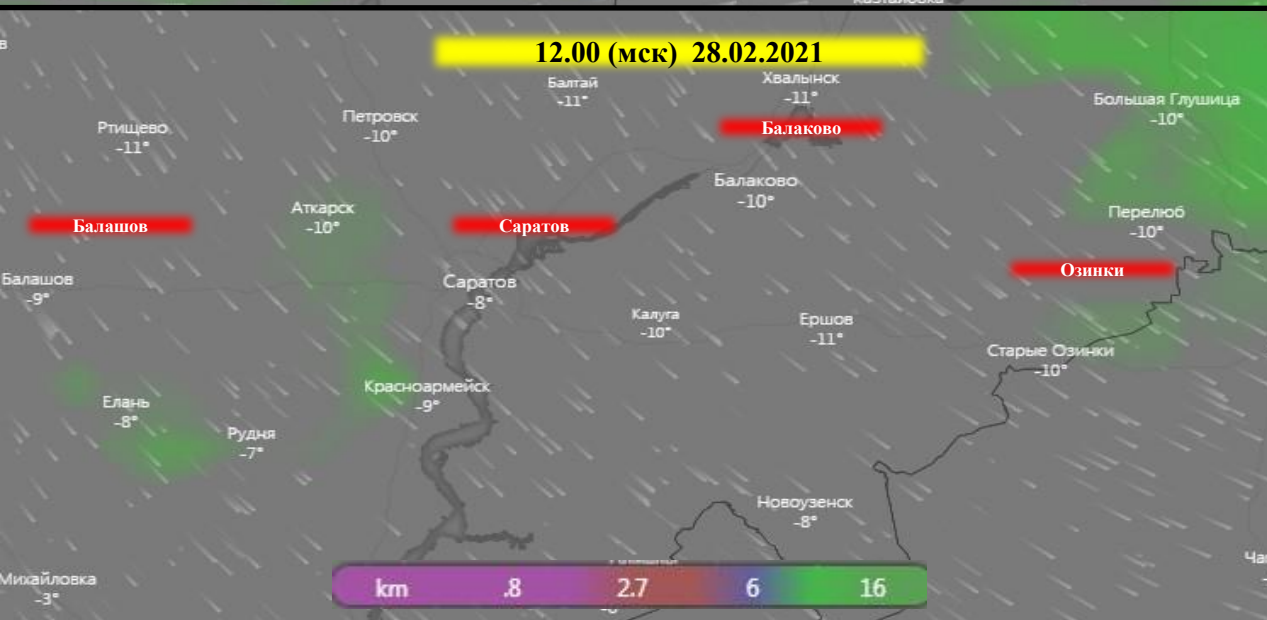 12.00 (мск) 28.02.2021
Балтай
-11°
Хвалынск
-11°
Большая Глушица
-10°
Ртищево
-11°
Петровск
-10°
Балаково
Балаково
-10°
Аткарск
-10°
Перелюб
-10°
Балашов
Саратов
Озинки
Балашов
-9°
Саратов
-8°
Калуга
-10°
Ершов
-11°
Старые Озинки
-10°
Красноармейск
-9°
Елань
-8°
Рудня
-7°
Новоузенск
-8°
Михайловка
-3°
km .8 2.7 6 16